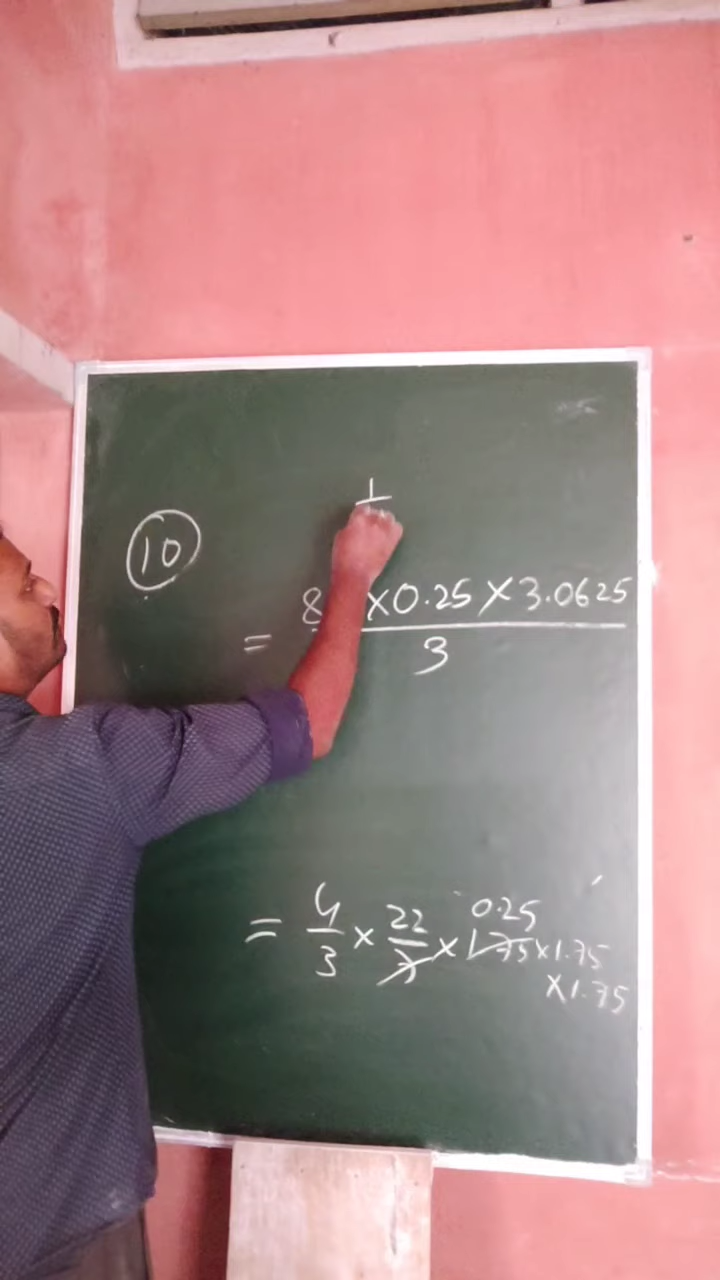 10
1
8 ×0.25 × 3.0625
= 3
0.25
= 4/3 × 22/7 × 1.75 × 1.75
× 1.75